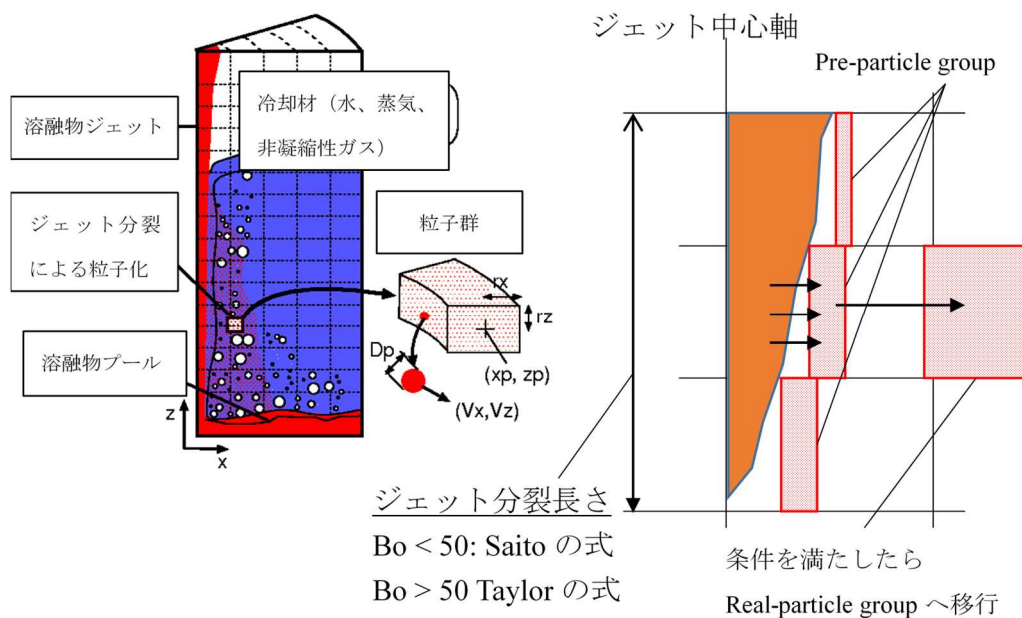 溶融物ジェット
冷却材（水、蒸気、
非凝縮性ガス）
ジェット分裂
による粒子化
溶融物プール
z
x
粒子群
rx
rz
Dp
(xp, zp)
(Vx,Vz)
ジェット中心軸
Pre-particle group
ジェット分裂長さ
Bo < 50: Saito の式
Bo > 50 Taylor の式
条件を満たしたら
Real-particle group へ移行